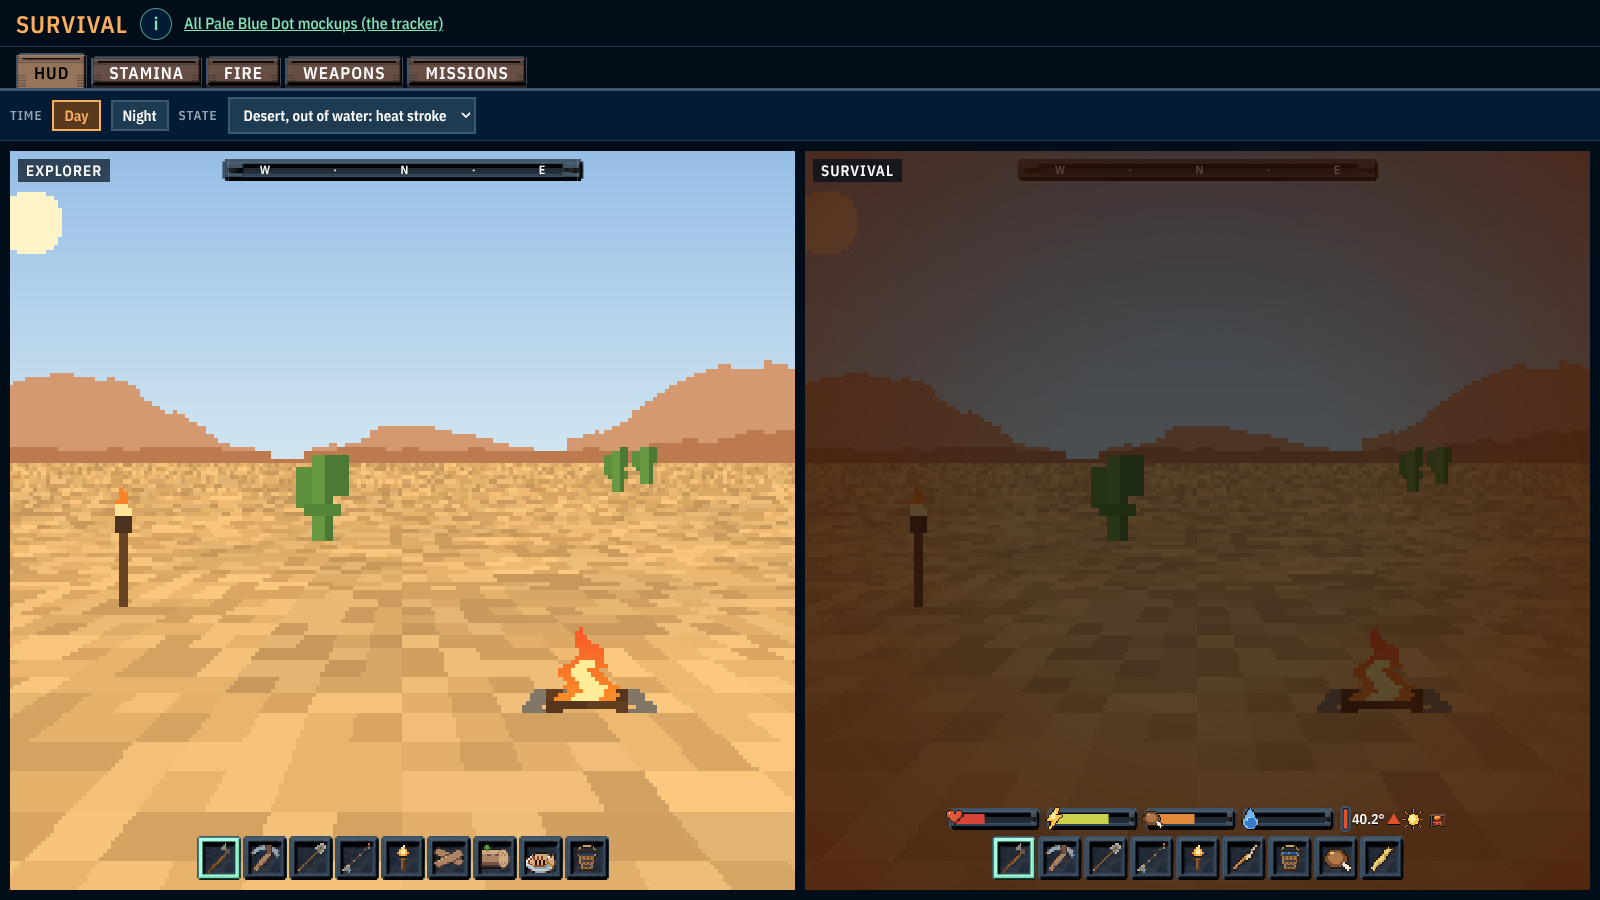 SURVIVAL i All Pale Blue Dot mockups (the tracker)
HUD STAMINA FIRE WEAPONS MISSIONS
TIME Day Night STATE Desert, out of water: heat stroke
EXPLORER W · N · E
SURVIVAL W · N · E
40.2°